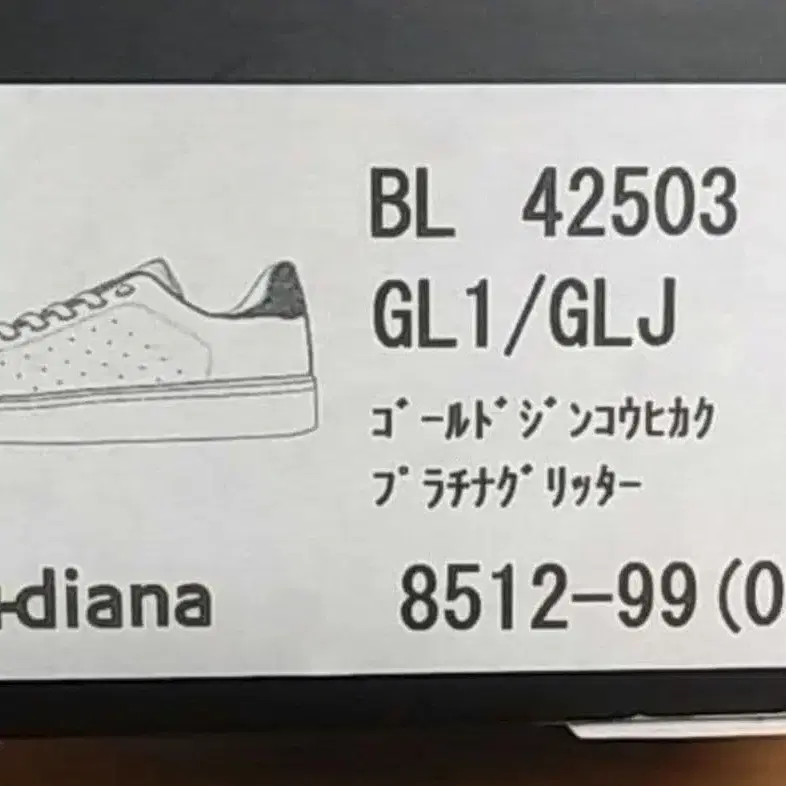 BL 42503
GL1/GLJ
ｺﾞｰﾙﾄﾞｼﾞﾝｺｳﾋｶｸ
ﾌﾟﾗﾁﾅｸﾞﾘｯﾀｰ
diana 8512-99(0